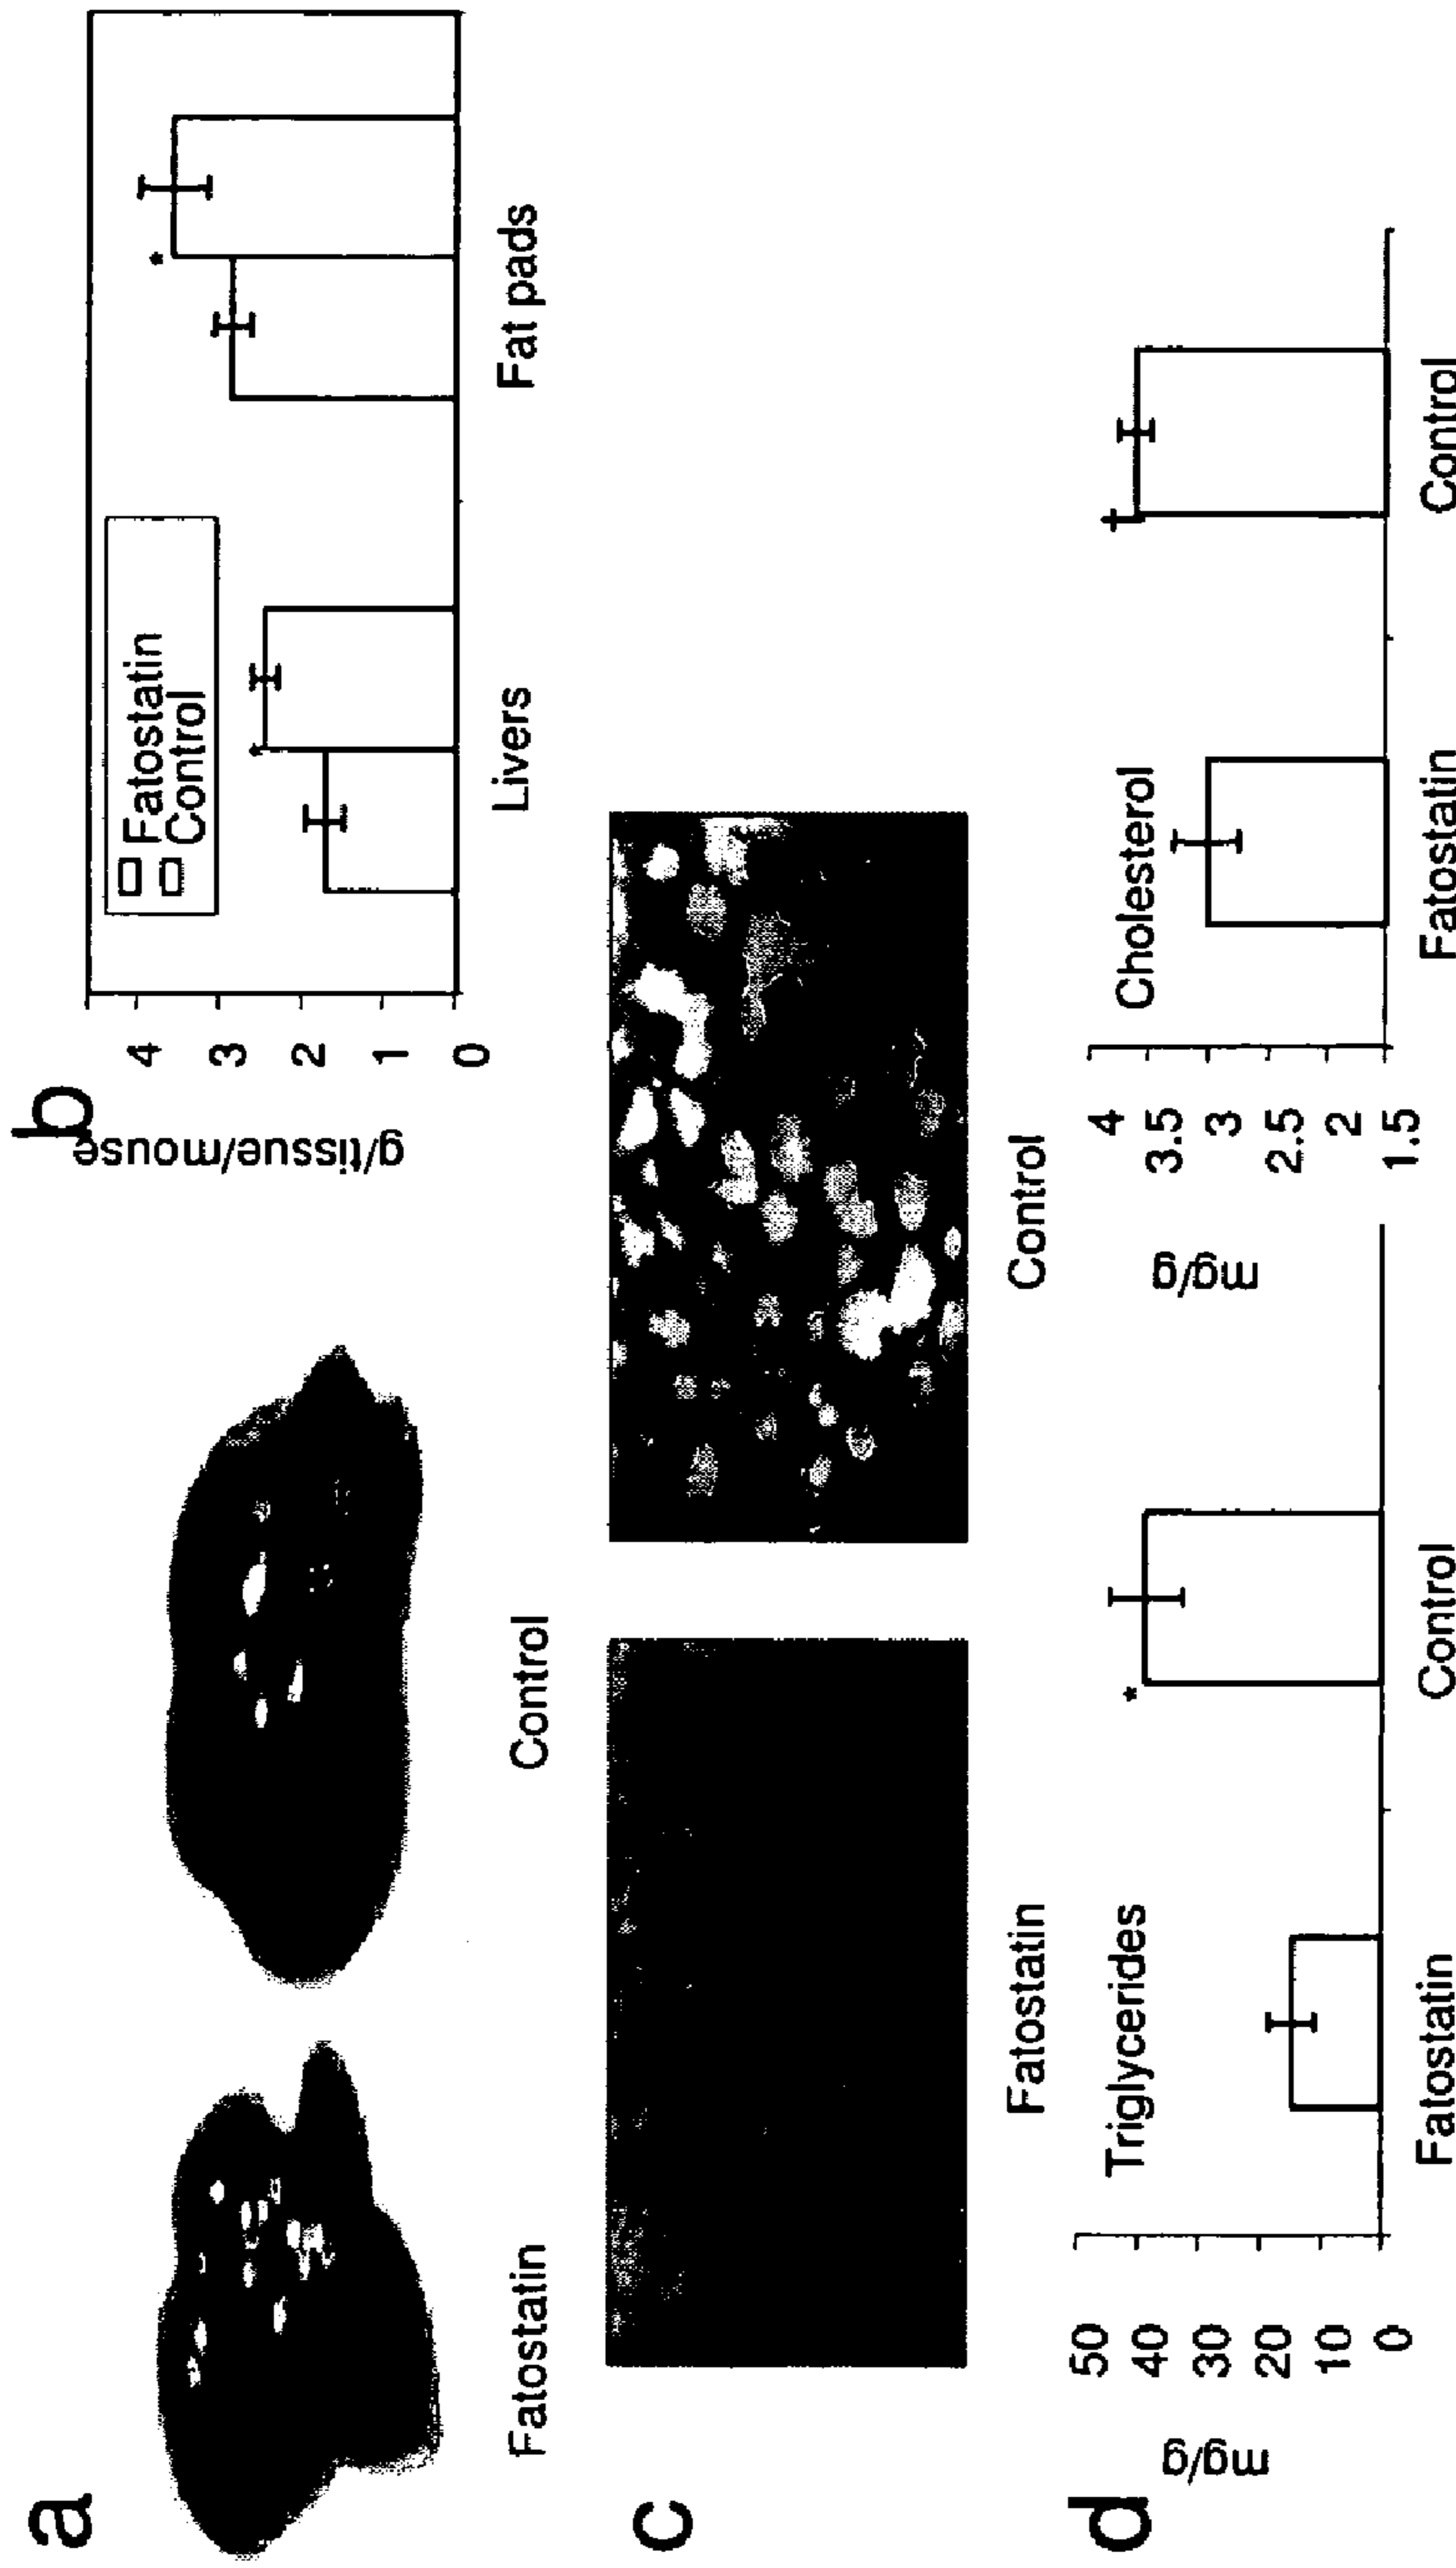 a
Fatostatin
Control
b
g/tissue/mouse
4
3
2
1
0
Fatostatin
Control
*
*
Livers
Fat pads
c
Fatostatin
Control
d
mg/g
50
40
30
20
10
0
Triglycerides
*
Fatostatin
Control
mg/g
4
3.5
3
2.5
2
1.5
Cholesterol
†
Fatostatin
Control